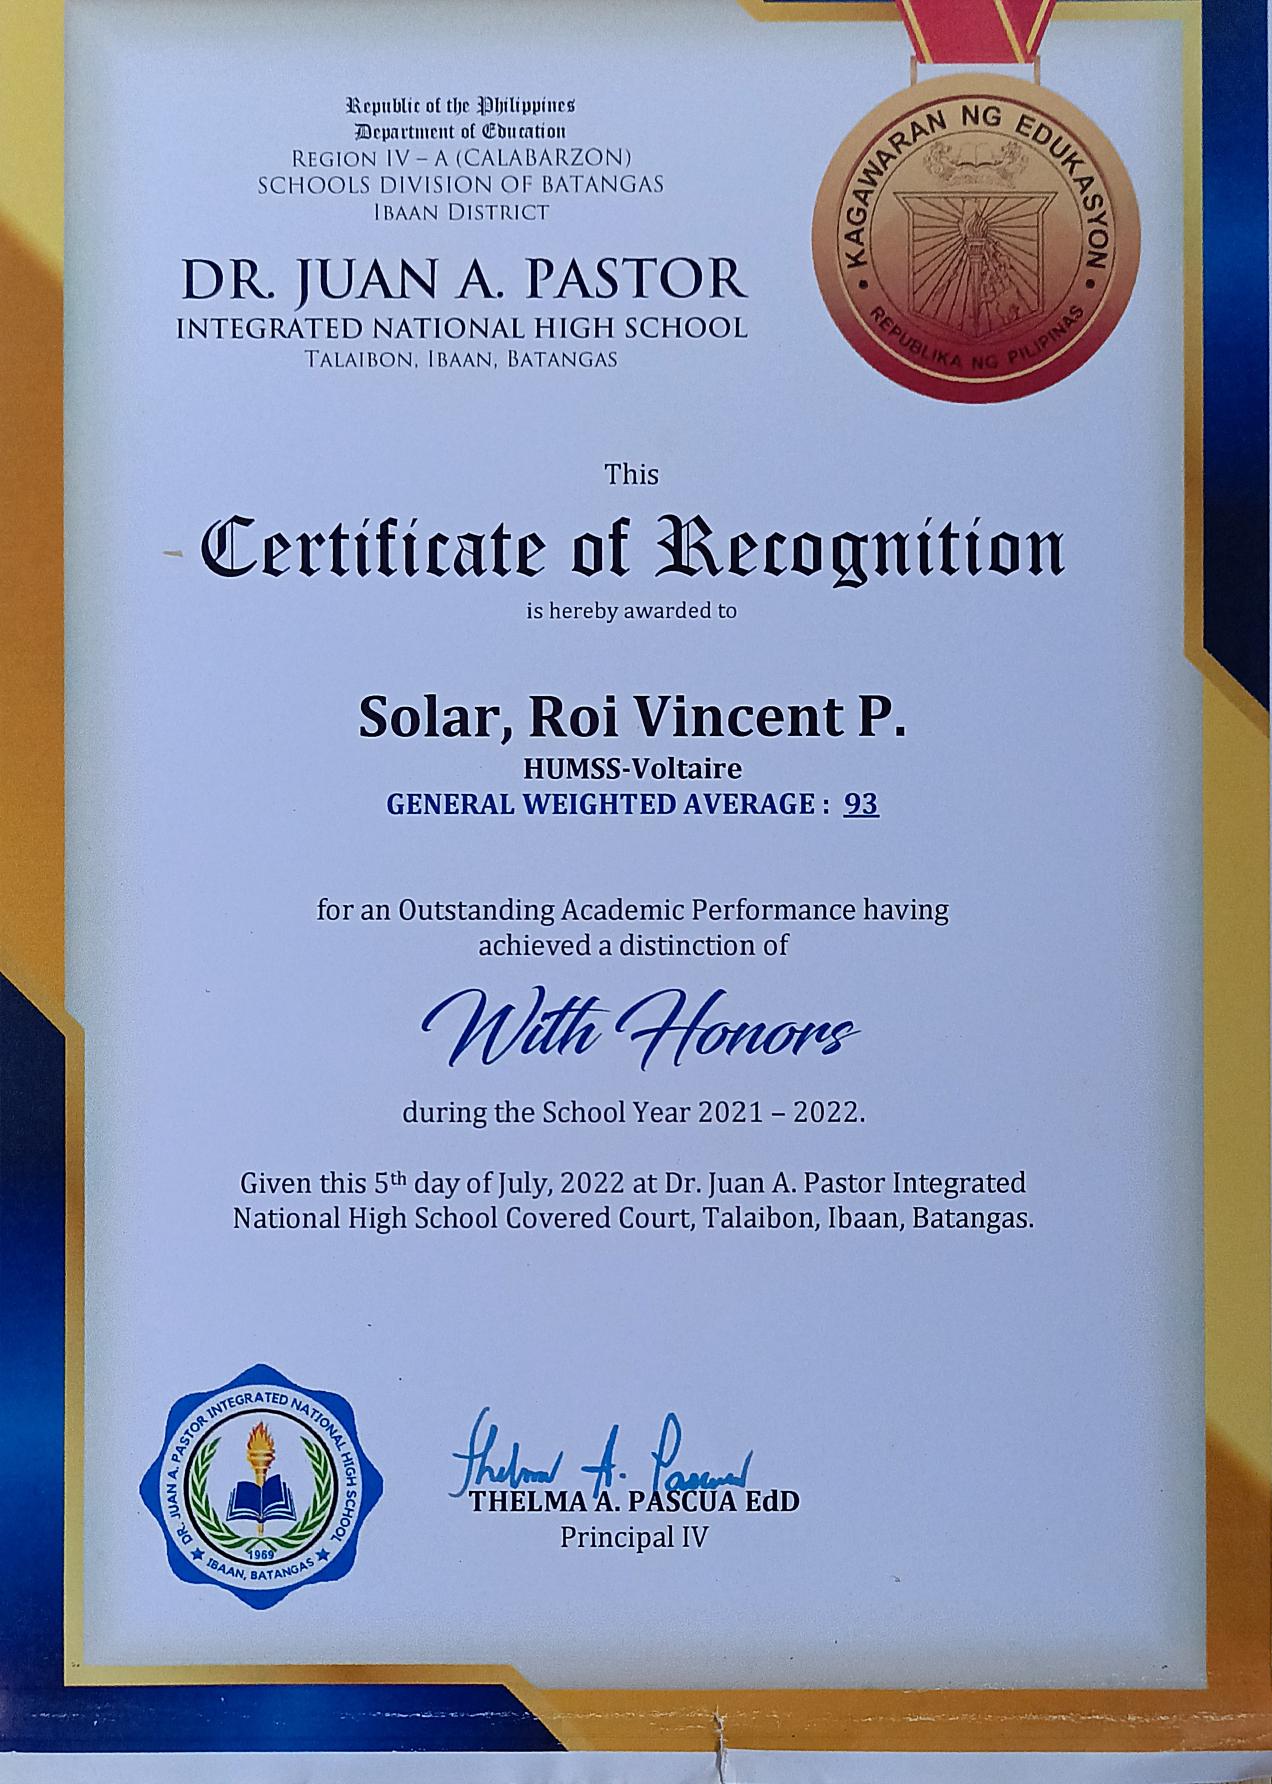 Republic of the Philippines
Department of Education
REGION IV – A (CALABARZON)
SCHOOLS DIVISION OF BATANGAS
IBAAN DISTRICT
DR. JUAN A. PASTOR
INTEGRATED NATIONAL HIGH SCHOOL
TALAIBON, IBAAN, BATANGAS
KAGAWARAN NG EDUKASYON
REPUBLIKA NG PILIPINAS
This
Certificate of Recognition
is hereby awarded to
Solar, Roi Vincent P.
HUMSS-Voltaire
GENERAL WEIGHTED AVERAGE : 93
for an Outstanding Academic Performance having
achieved a distinction of
With Honors
during the School Year 2021 – 2022.
Given this 5th day of July, 2022 at Dr. Juan A. Pastor Integrated
National High School Covered Court, Talaibon, Ibaan, Batangas.
DR. JUAN A. PASTOR INTEGRATED NATIONAL HIGH SCHOOL
1969
IBAAN, BATANGAS
Thelma A. Pascua
THELMA A. PASCUA EdD
Principal IV